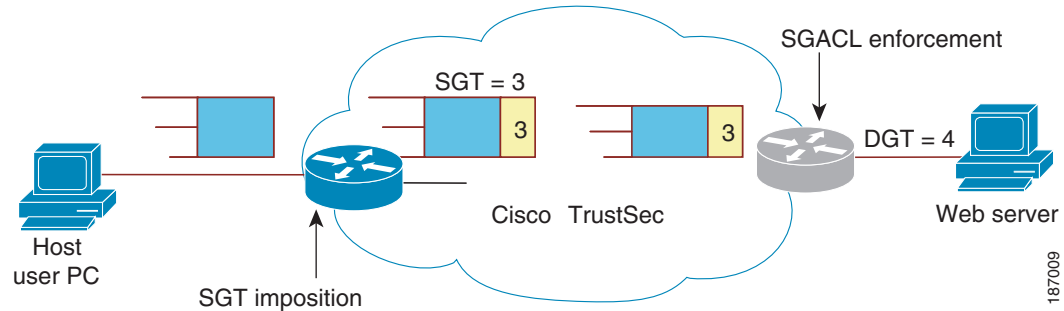 SGACL enforcement
SGT = 3
3
3
DGT = 4
Cisco TrustSec
Host
user PC
Web server
SGT imposition
187009